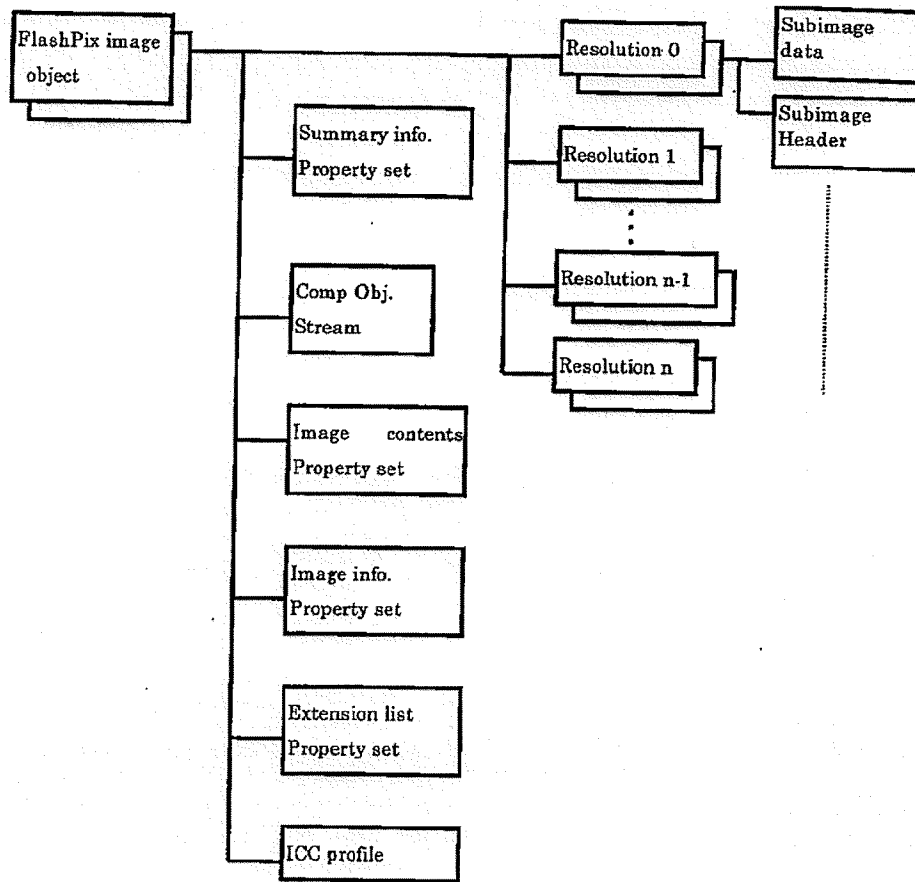 FlashPix image
object
Resolution 0
Subimage
data
Subimage
Header
Summary info.
Property set
Resolution 1
Resolution n-1
Comp Obj.
Stream
Resolution n
Image contents
Property set
Image info.
Property set
Extension list
Property set
ICC profile